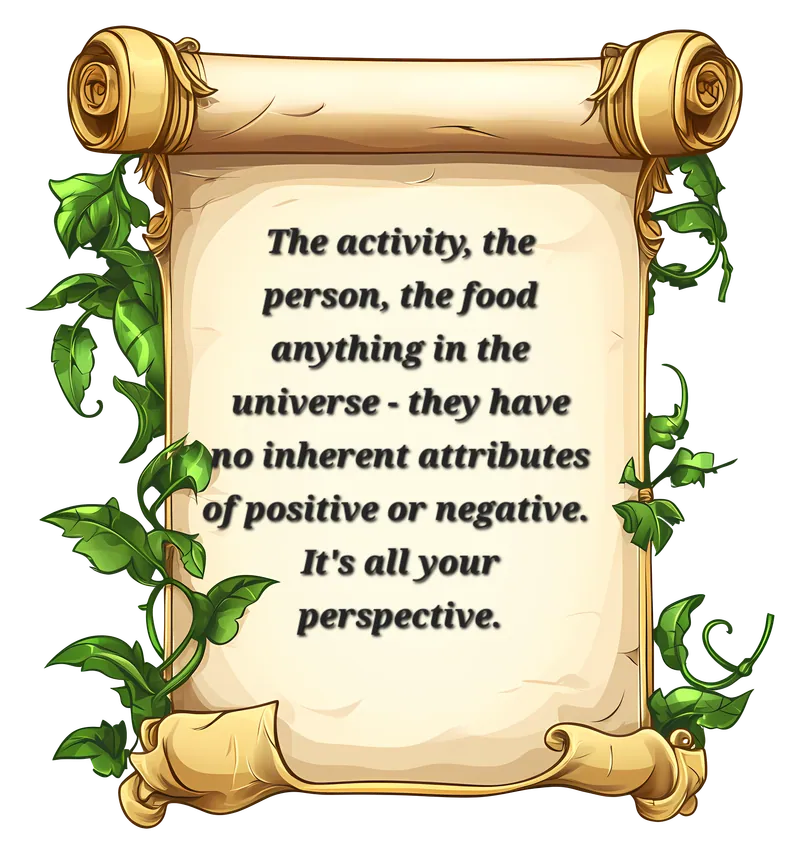 The activity, the
person, the food
anything in the
universe - they have
no inherent attributes
of positive or negative.
It's all your
perspective.